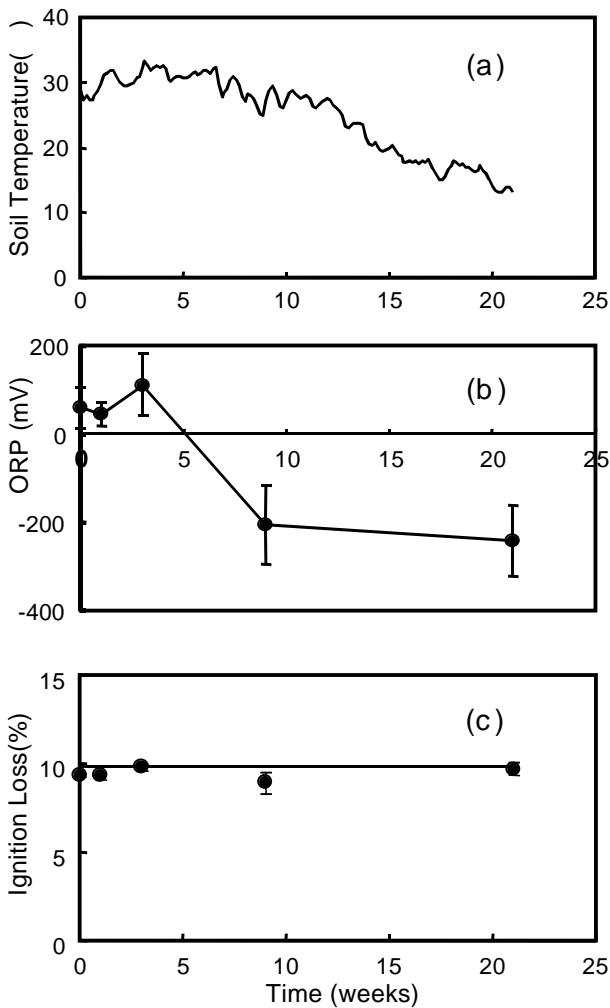 40
30
20
10
0
Soil Temperature( )
(a)
0 5 10 15 20 25
200
0
-200
-400
ORP (mV)
(b)
0 5 10 15 20 25
15
10
5
0
Ignition Loss(%)
(c)
0 5 10 15 20 25
Time (weeks)